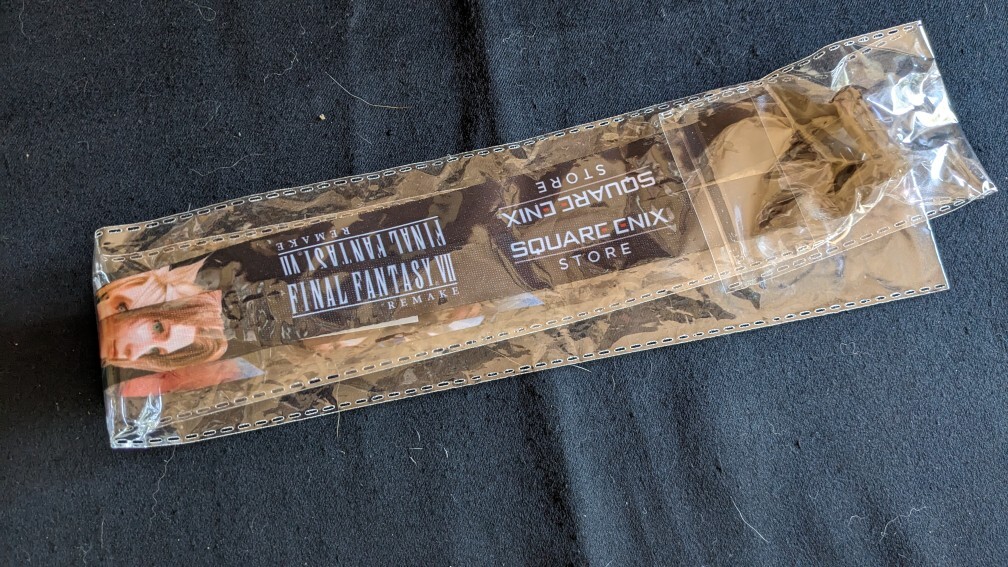 FINAL FANTASY VII
REMAKE
SQUARE ENIX
STORE
FINAL FANTASY VII
REMAKE
SQUARE ENIX
STORE